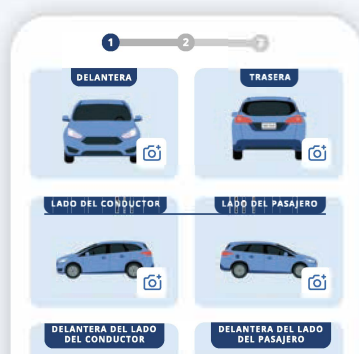 1 2 3
DELANTERA
TRASERA
LADO DEL CONDUCTOR
LADO DEL PASAJERO
DELANTERA DEL LADO
DEL CONDUCTOR
DELANTERA DEL LADO
DEL PASAJERO